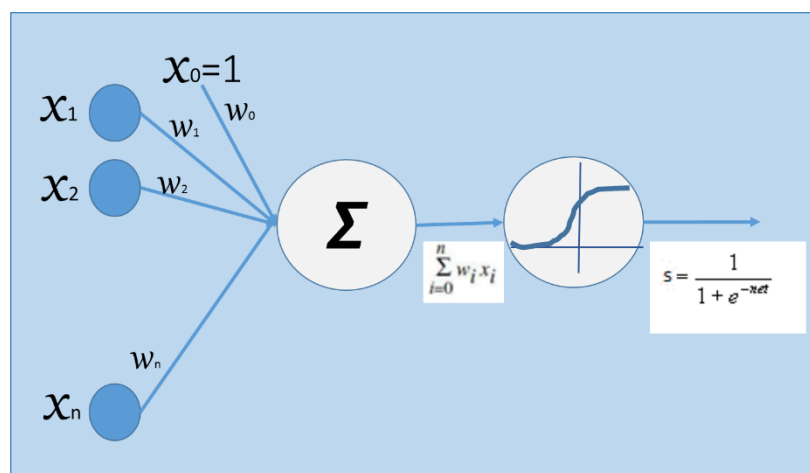 x₀=1
x₁
w₀
w₁
x₂
w₂
Σ
n
∑ wᵢ xᵢ
i=0
s = 1 / (1 + e^(-net))
wₙ
xₙ